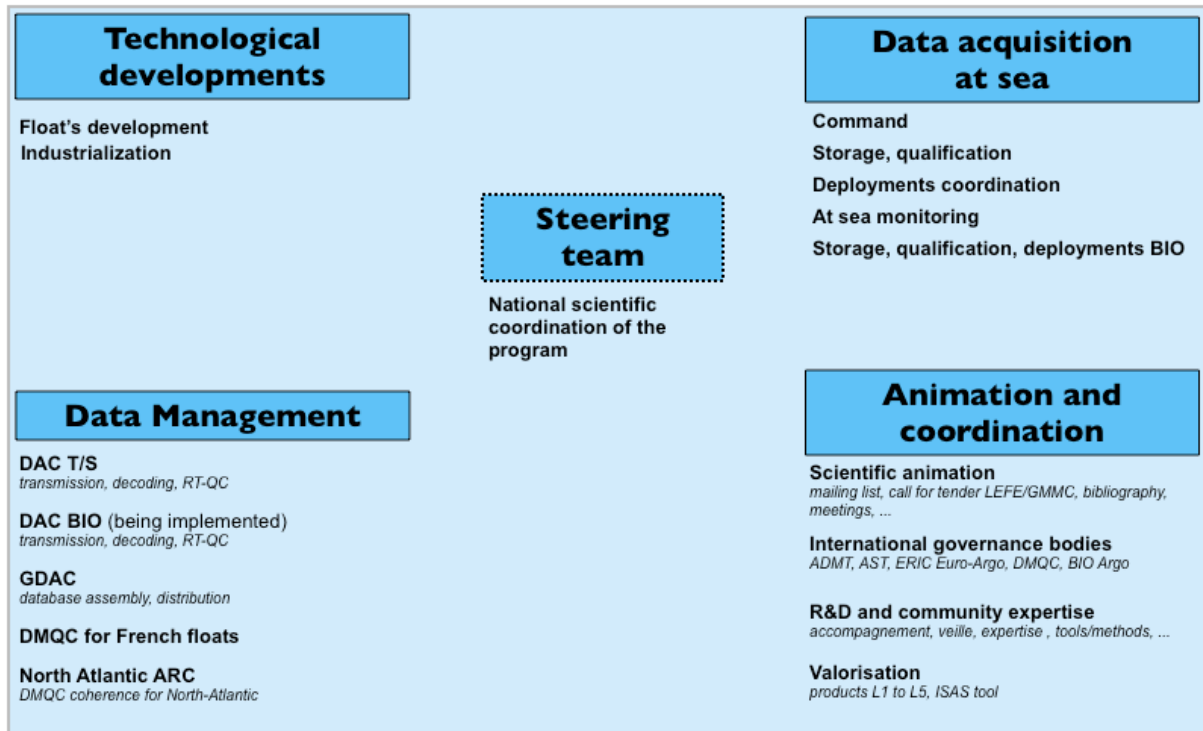 Technological
developments
Float's development
Industrialization
Data acquisition
at sea
Command
Storage, qualification
Deployments coordination
At sea monitoring
Storage, qualification, deployments BIO
Steering
team
National scientific
coordination of the
program
Data Management
DAC T/S
transmission, decoding, RT-QC
DAC BIO (being implemented)
transmission, decoding, RT-QC
GDAC
database assembly, distribution
DMQC for French floats
North Atlantic ARC
DMQC coherence for North-Atlantic
Animation and
coordination
Scientific animation
mailing list, call for tender LEFE/GMMC, bibliography,
meetings, ...
International governance bodies
ADMT, AST, ERIC Euro-Argo, DMQC, BIO Argo
R&D and community expertise
accompagnement, veille, expertise , tools/methods, ...
Valorisation
products L1 to L5, ISAS tool